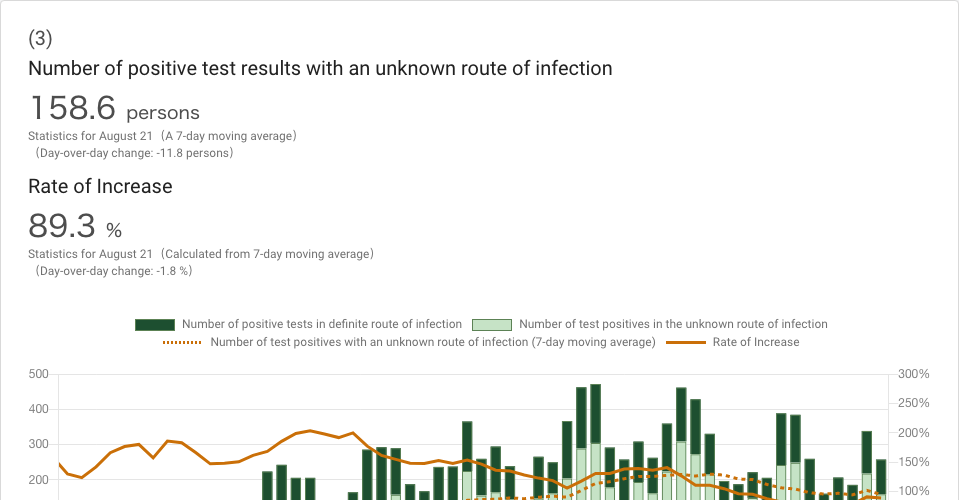 (3)
Number of positive test results with an unknown route of infection
158.6 persons
Statistics for August 21（A 7-day moving average）
（Day-over-day change: -11.8 persons）
Rate of Increase
89.3 %
Statistics for August 21（Calculated from 7-day moving average）
（Day-over-day change: -1.8 %）
Number of positive tests in definite route of infection Number of test positives in the unknown route of infection
Number of test positives with an unknown route of infection (7-day moving average) Rate of Increase
500 300%
250%
400
300 200%
150%
200
100%